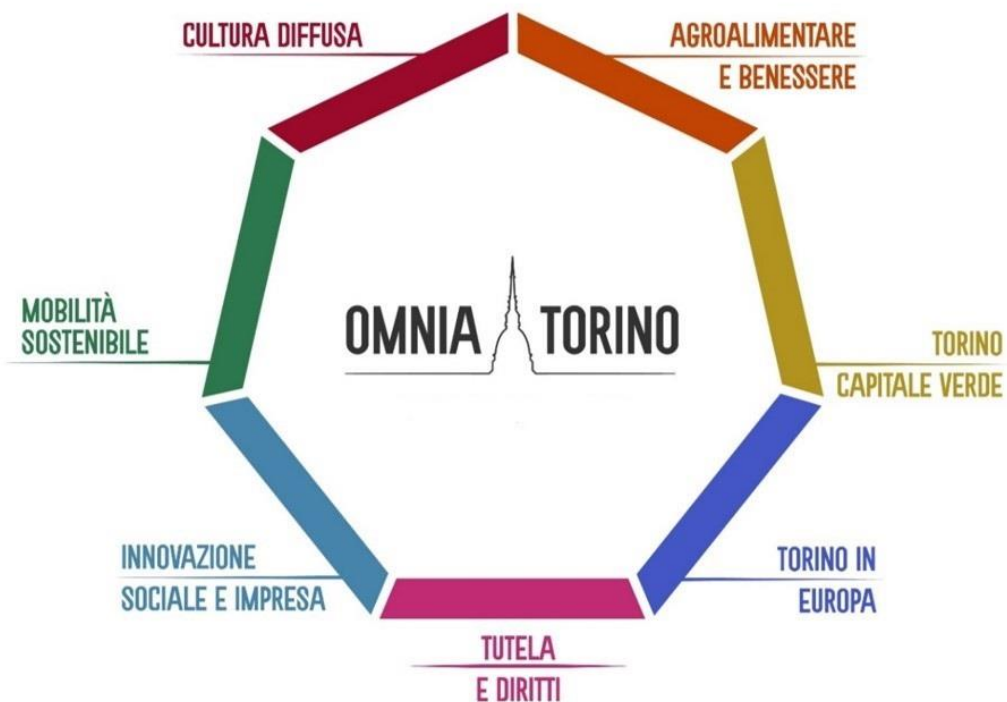 CULTURA DIFFUSA
AGROALIMENTARE
E BENESSERE
MOBILITÀ
SOSTENIBILE
OMNIA TORINO
TORINO
CAPITALE VERDE
INNOVAZIONE
SOCIALE E IMPRESA
TORINO IN
EUROPA
TUTELA
E DIRITTI